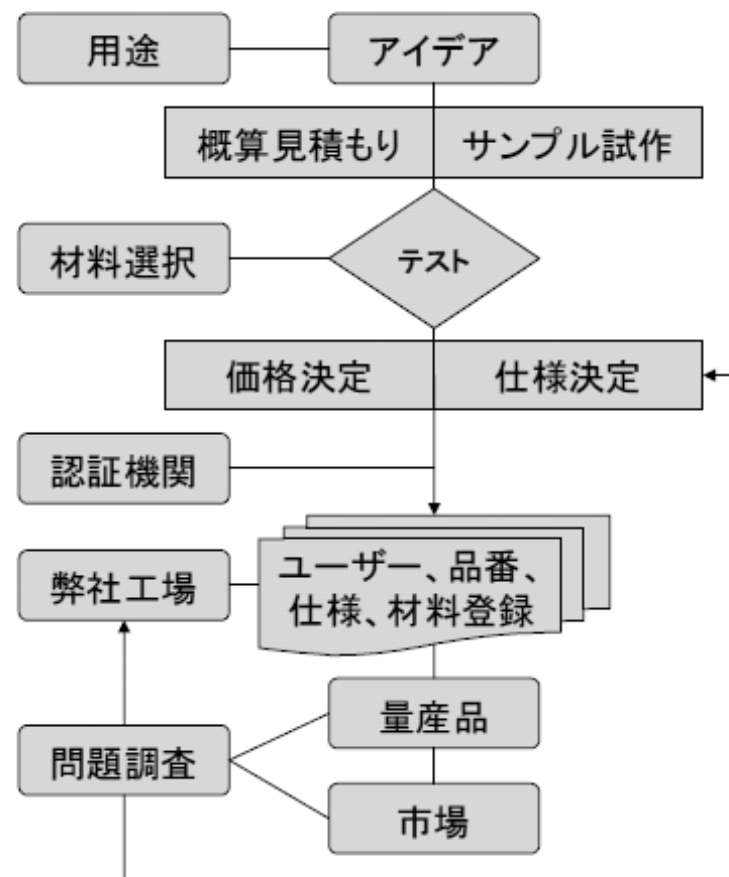 用途
アイデア
概算見積もり
サンプル試作
材料選択
テスト
価格決定
仕様決定
認証機関
弊社工場
ユーザー、品番、
仕様、材料登録
量産品
問題調査
市場